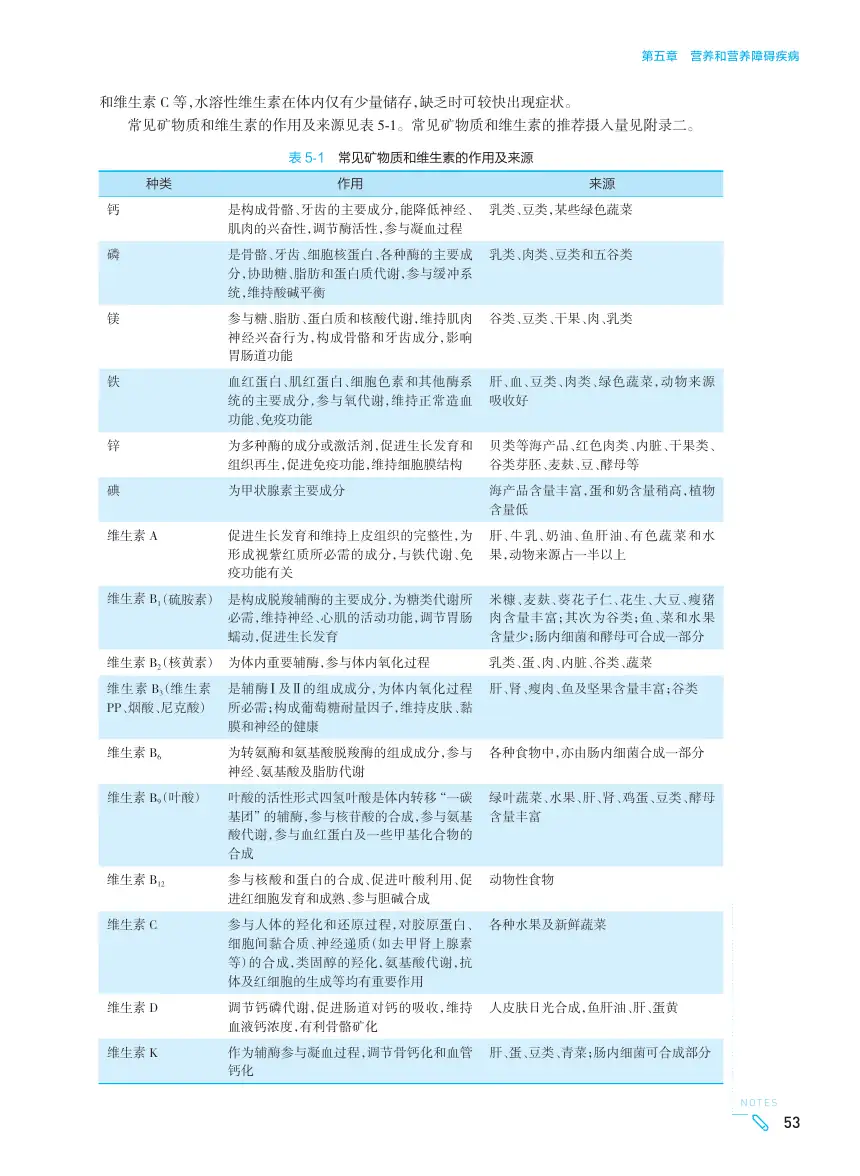 第五章 营养和营养障碍疾病
和维生素 C 等,水溶性维生素在体内仅有少量储存,缺乏时可较快出现症状。
常见矿物质和维生素的作用及来源见表 5-1。常见矿物质和维生素的推荐摄入量见附录二。
表 5-1 常见矿物质和维生素的作用及来源
种类 作用 来源
钙 是构成骨骼、牙齿的主要成分,能降低神经、 乳类、豆类,某些绿色蔬菜
肌肉的兴奋性,调节酶活性,参与凝血过程
磷 是骨骼、牙齿、细胞核蛋白、各种酶的主要成 乳类、肉类、豆类和五谷类
分,协助糖、脂肪和蛋白质代谢,参与缓冲系
统,维持酸碱平衡
镁 参与糖、脂肪、蛋白质和核酸代谢,维持肌肉 谷类、豆类、干果、肉、乳类
神经兴奋行为,构成骨骼和牙齿成分,影响
胃肠道功能
铁 血红蛋白、肌红蛋白、细胞色素和其他酶系 肝、血、豆类、肉类、绿色蔬菜,动物来源
统的主要成分,参与氧代谢,维持正常造血 吸收好
功能、免疫功能
锌 为多种酶的成分或激活剂,促进生长发育和 贝类等海产品、红色肉类、内脏、干果类、
组织再生,促进免疫功能,维持细胞膜结构 谷类芽胚、麦麸、豆、酵母等
碘 为甲状腺素主要成分 海产品含量丰富,蛋和奶含量稍高,植物
含量低
维生素 A 促进生长发育和维持上皮组织的完整性,为 肝、牛乳、奶油、鱼肝油、有色蔬菜和水
形成视紫红质所必需的成分,与铁代谢、免 果,动物来源占一半以上
疫功能有关
维生素 B₁(硫胺素) 是构成脱羧辅酶的主要成分,为糖类代谢所 米糠、麦麸、葵花子仁、花生、大豆、瘦猪
必需,维持神经、心肌的活动功能,调节胃肠 肉含量丰富;其次为谷类;鱼、菜和水果
蠕动,促进生长发育 含量少;肠内细菌和酵母可合成一部分
维生素 B₂(核黄素) 为体内重要辅酶,参与体内氧化过程 乳类、蛋、肉、内脏、谷类、蔬菜
维生素 B₃(维生素 是辅酶Ⅰ及Ⅱ的组成成分,为体内氧化过程 肝、肾、瘦肉、鱼及坚果含量丰富;谷类
PP、烟酸、尼克酸) 所必需;构成葡萄糖耐量因子,维持皮肤、黏
膜和神经的健康
维生素 B₆ 为转氨酶和氨基酸脱羧酶的组成成分,参与 各种食物中,亦由肠内细菌合成一部分
神经、氨基酸及脂肪代谢
维生素 B₉(叶酸) 叶酸的活性形式四氢叶酸是体内转移“一碳 绿叶蔬菜、水果、肝、肾、鸡蛋、豆类、酵母
基团”的辅酶,参与核苷酸的合成,参与氨基 含量丰富
酸代谢,参与血红蛋白及一些甲基化合物的
合成
维生素 B₁₂ 参与核酸和蛋白的合成、促进叶酸利用、促 动物性食物
进红细胞发育和成熟、参与胆碱合成
维生素 C 参与人体的羟化和还原过程,对胶原蛋白、 各种水果及新鲜蔬菜
细胞间黏合质、神经递质(如去甲肾上腺素
等)的合成,类固醇的羟化,氨基酸代谢,抗
体及红细胞的生成等均有重要作用
维生素 D 调节钙磷代谢,促进肠道对钙的吸收,维持 人皮肤日光合成,鱼肝油、肝、蛋黄
血液钙浓度,有利骨骼矿化
维生素 K 作为辅酶参与凝血过程,调节骨钙化和血管 肝、蛋、豆类、青菜;肠内细菌可合成部分
钙化
NOTES
53